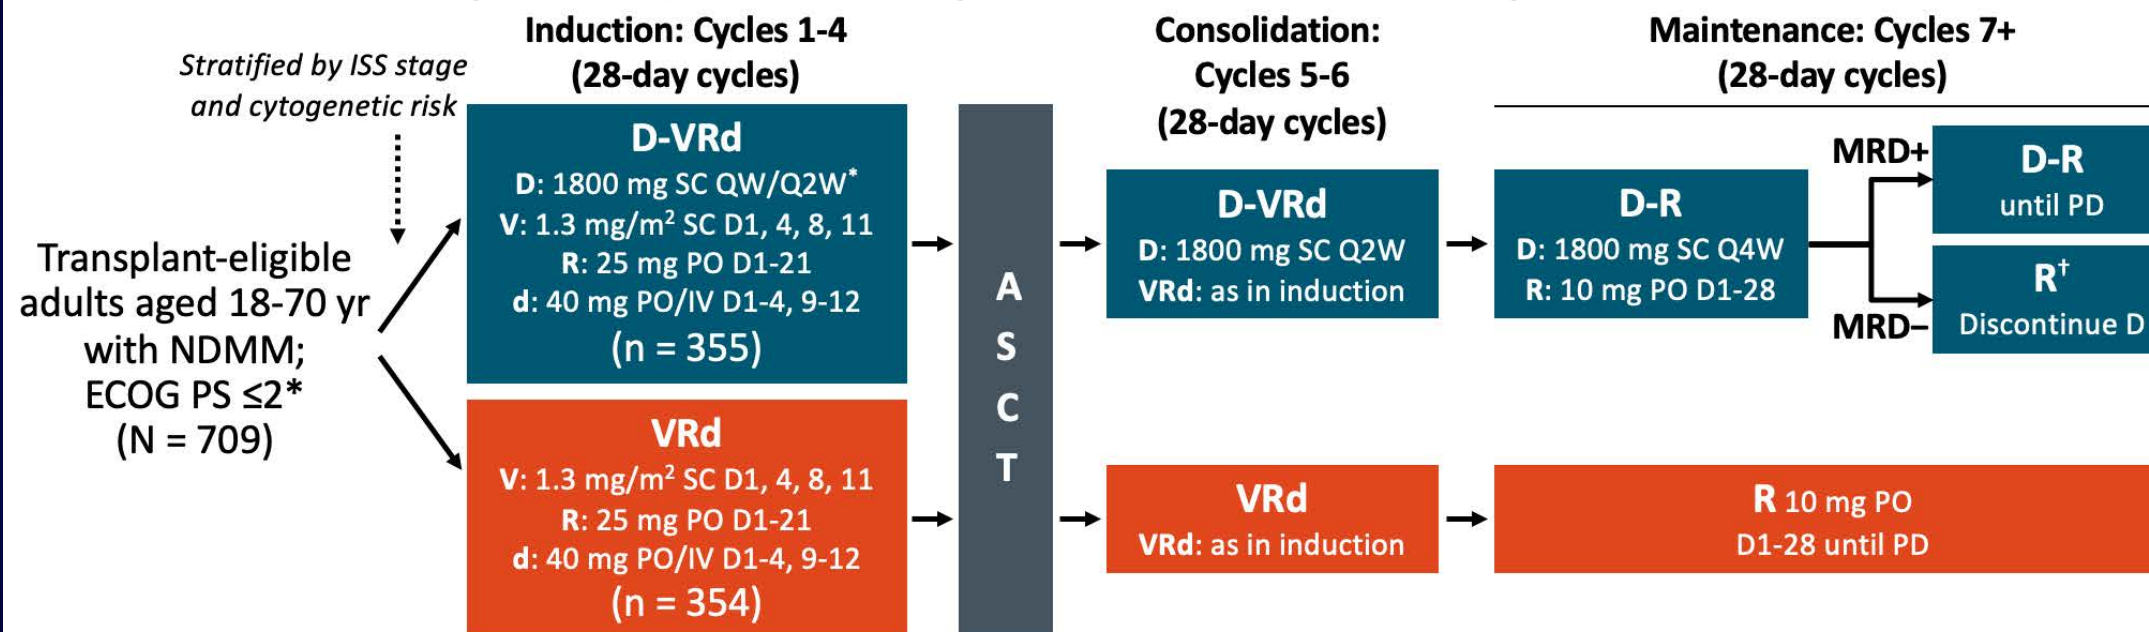 Stratified by ISS stage
and cytogenetic risk
Transplant-eligible
adults aged 18-70 yr
with NDMM;
ECOG PS ≤2*
(N = 709)
Induction: Cycles 1-4
(28-day cycles)
D-VRd
D: 1800 mg SC QW/Q2W*
V: 1.3 mg/m² SC D1, 4, 8, 11
R: 25 mg PO D1-21
d: 40 mg PO/IV D1-4, 9-12
(n = 355)
VRd
V: 1.3 mg/m² SC D1, 4, 8, 11
R: 25 mg PO D1-21
d: 40 mg PO/IV D1-4, 9-12
(n = 354)
A
S
C
T
Consolidation:
Cycles 5-6
(28-day cycles)
D-VRd
D: 1800 mg SC Q2W
VRd: as in induction
VRd
VRd: as in induction
Maintenance: Cycles 7+
(28-day cycles)
D-R
D: 1800 mg SC Q4W
R: 10 mg PO D1-28
MRD+
D-R
until PD
MRD–
R†
Discontinue D
R 10 mg PO
D1-28 until PD